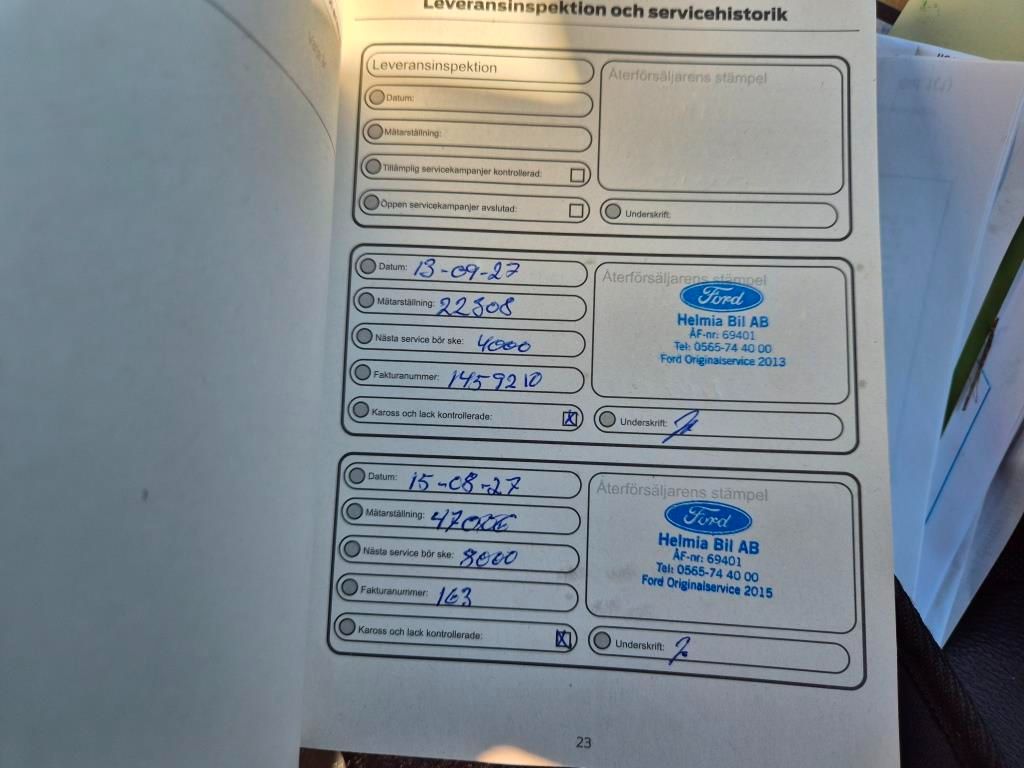 Leveransinspektion och servicehistorik
Leveransinspektion
Återförsäljarens stämpel
Datum:
Mätarställning:
Tillämplig servicekampanjer kontrollerad:
Öppen servicekampanjer avslutad:
Underskrift:
Datum: 13-09-27
Återförsäljarens stämpel
Ford
Helmia Bil AB
ÅF-nr: 69401
Tel: 0565-74 40 00
Ford Originalservice 2013
Mätarställning: 22308
Nästa service bör ske: 4000
Fakturanummer: 1459210
Kaross och lack kontrollerade: X
Underskrift:
Datum: 15-08-27
Återförsäljarens stämpel
Ford
Helmia Bil AB
ÅF-nr: 69401
Tel: 0565-74 40 00
Ford Originalservice 2015
Mätarställning:
Nästa service bör ske: 8000
Fakturanummer: 163
Kaross och lack kontrollerade: X
Underskrift:
23